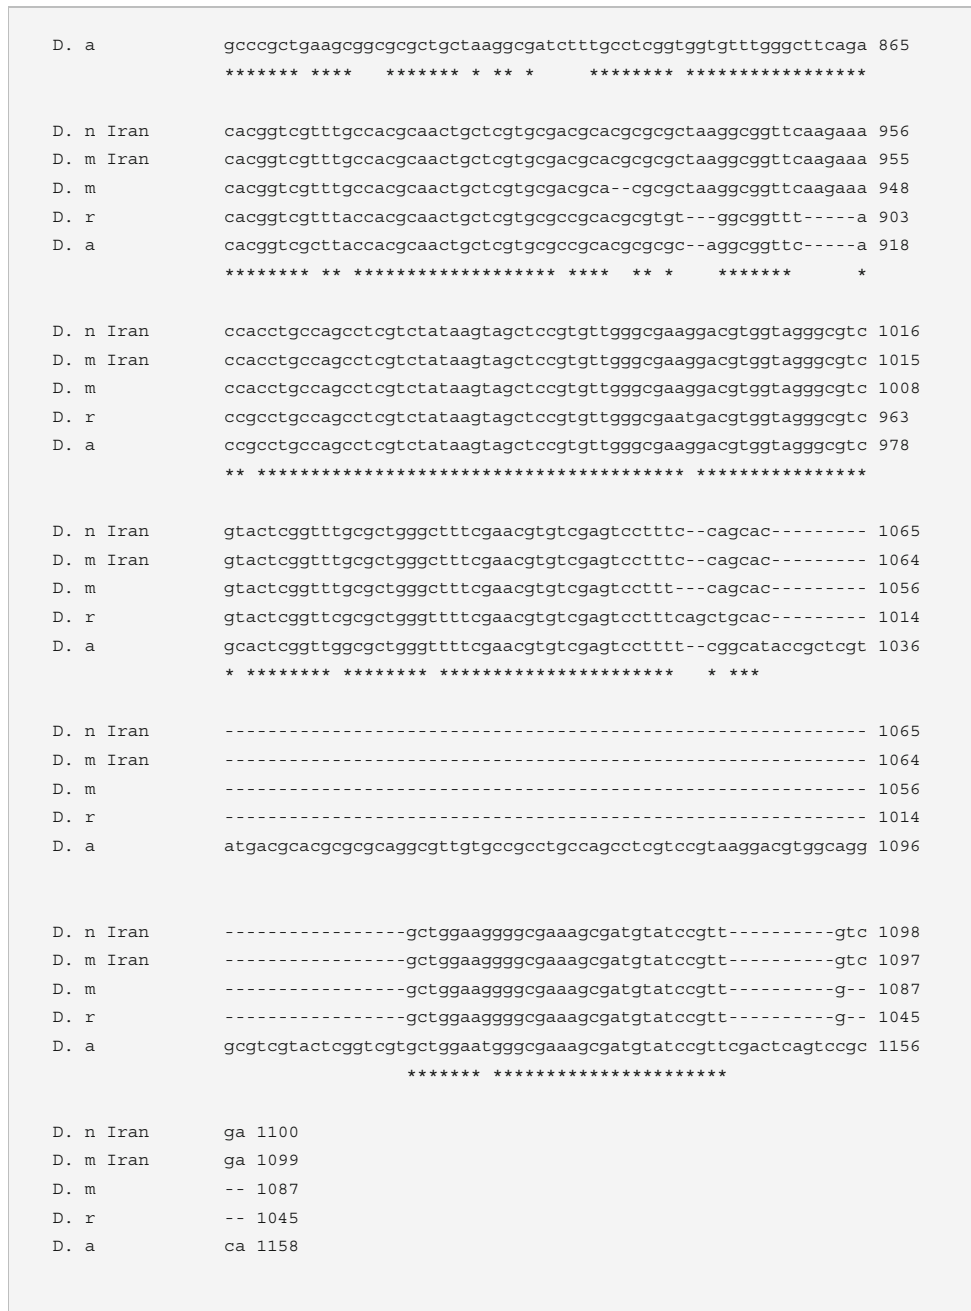 D. a gcccgctgaagcggcgcgctgctaaggcgatctttgcctcggtggtgtttgggcttcaga 865
******* **** ******* * ** * ******** *****************
D. n Iran cacggtcgtttgccacgcaactgctcgtgcgacgcacgcgcgctaaggcggttcaagaaa 956
D. m Iran cacggtcgtttgccacgcaactgctcgtgcgacgcacgcgcgctaaggcggttcaagaaa 955
D. m cacggtcgtttgccacgcaactgctcgtgcgacgca--cgcgctaaggcggttcaagaaa 948
D. r cacggtcgtttaccacgcaactgctcgtgcgccgcacgcgtgt---ggcggttt-----a 903
D. a cacggtcgcttaccacgcaactgctcgtgcgccgcacgcgcgc--aggcggttc-----a 918
******** ** ******************* **** ** * ******* *
D. n Iran ccacctgccagcctcgtctataagtagctccgtgttgggcgaaggacgtggtagggcgtc 1016
D. m Iran ccacctgccagcctcgtctataagtagctccgtgttgggcgaaggacgtggtagggcgtc 1015
D. m ccacctgccagcctcgtctataagtagctccgtgttgggcgaaggacgtggtagggcgtc 1008
D. r ccgcctgccagcctcgtctataagtagctccgtgttgggcgaatgacgtggtagggcgtc 963
D. a ccgcctgccagcctcgtctataagtagctccgtgttgggcgaaggacgtggtagggcgtc 978
** **************************************** ****************
D. n Iran gtactcggtttgcgctgggctttcgaacgtgtcgagtcctttc--cagcac--------- 1065
D. m Iran gtactcggtttgcgctgggctttcgaacgtgtcgagtcctttc--cagcac--------- 1064
D. m gtactcggtttgcgctgggctttcgaacgtgtcgagtccttt---cagcac--------- 1056
D. r gtactcggttcgcgctgggttttcgaacgtgtcgagtcctttcagctgcac--------- 1014
D. a gcactcggttggcgctgggttttcgaacgtgtcgagtccttttt--cggcataccgctcgt 1036
* ******** ******** ********************** * ***
D. n Iran ------------------------------------------------------------ 1065
D. m Iran ------------------------------------------------------------ 1064
D. m ------------------------------------------------------------ 1056
D. r ------------------------------------------------------------ 1014
D. a atgacgcacgcgcgcaggcgttgtgccgcctgccagcctcgtccgtaaggacgtggcagg 1096
D. n Iran -----------------gctggaaggggcgaaagcgatgtatccgtt----------gtc 1098
D. m Iran -----------------gctggaaggggcgaaagcgatgtatccgtt----------gtc 1097
D. m -----------------gctggaaggggcgaaagcgatgtatccgtt----------g-- 1087
D. r -----------------gctggaaggggcgaaagcgatgtatccgtt----------g-- 1045
D. a gcgtcgtactcggtcgtgctggaatgggcgaaagcgatgtatccgttcgactcagtccgc 1156
******* **********************
D. n Iran ga 1100
D. m Iran ga 1099
D. m -- 1087
D. r -- 1045
D. a ca 1158